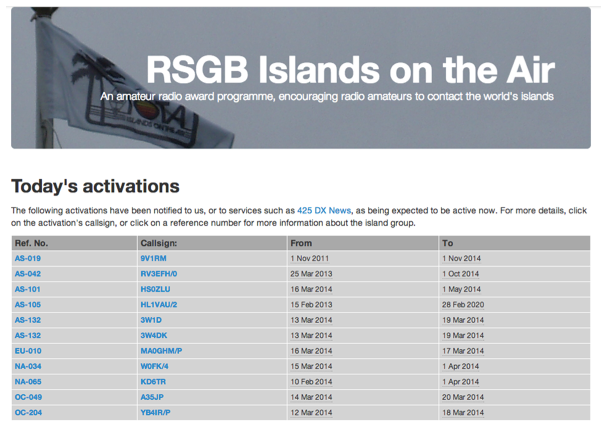 IOTA
ISLANDS ON THE AIR
RSGB Islands on the Air
An amateur radio award programme, encouraging radio amateurs to contact the world's islands
Today's activations
The following activations have been notified to us, or to services such as 425 DX News, as being expected to be active now. For more details, click
on the activation's callsign, or click on a reference number for more information about the island group.
Ref. No. Callsign: From To
AS-019 9V1RM 1 Nov 2011 1 Nov 2014
AS-042 RV3EFH/0 25 Mar 2013 1 Oct 2014
AS-101 HS0ZLU 16 Mar 2014 1 May 2014
AS-105 HL1VAU/2 15 Feb 2013 28 Feb 2020
AS-132 3W1D 13 Mar 2014 19 Mar 2014
AS-132 3W4DK 13 Mar 2014 19 Mar 2014
EU-010 MA0GHM/P 16 Mar 2014 17 Mar 2014
NA-034 W0FK/4 15 Mar 2014 1 Apr 2014
NA-065 KD6TR 10 Feb 2014 1 Apr 2014
OC-049 A35JP 14 Mar 2014 20 Mar 2014
OC-204 YB4IR/P 12 Mar 2014 18 Mar 2014